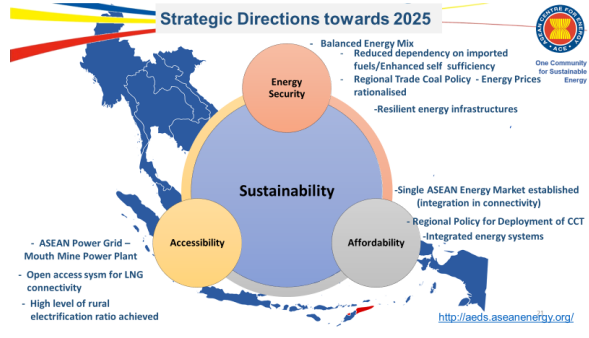 Strategic Directions towards 2025
ASEAN CENTRE FOR ENERGY
ACE
One Community
for Sustainable
Energy
- Balanced Energy Mix
- Reduced dependency on imported
fuels/Enhanced self sufficiency
- Regional Trade Coal Policy - Energy Prices
rationalised
-Resilient energy infrastructures
Energy
Security
Sustainability
-Single ASEAN Energy Market established
(integration in connectivity)
- Regional Policy for Deployment of CCT
-Integrated energy systems
Accessibility
Affordability
- ASEAN Power Grid –
Mouth Mine Power Plant
- Open access sysm for LNG
connectivity
- High level of rural
electrification ratio achieved
http://aeds.aseanenergy.org/